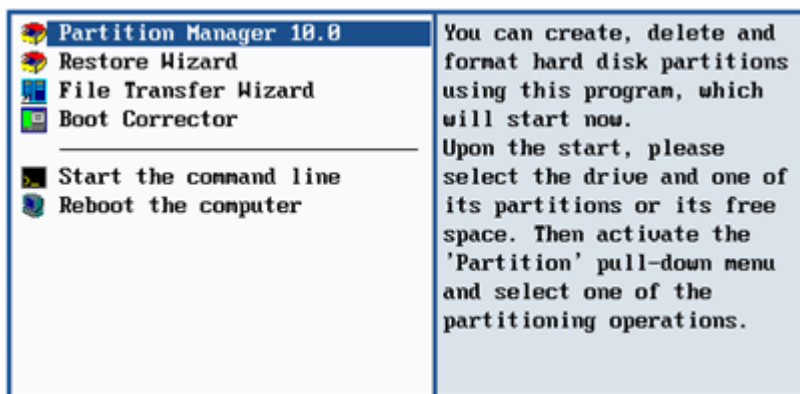 Partition Manager 10.0
Restore Wizard
File Transfer Wizard
Boot Corrector
Start the command line
Reboot the computer
You can create, delete and
format hard disk partitions
using this program, which
will start now.
Upon the start, please
select the drive and one of
its partitions or its free
space. Then activate the
'Partition' pull-down menu
and select one of the
partitioning operations.